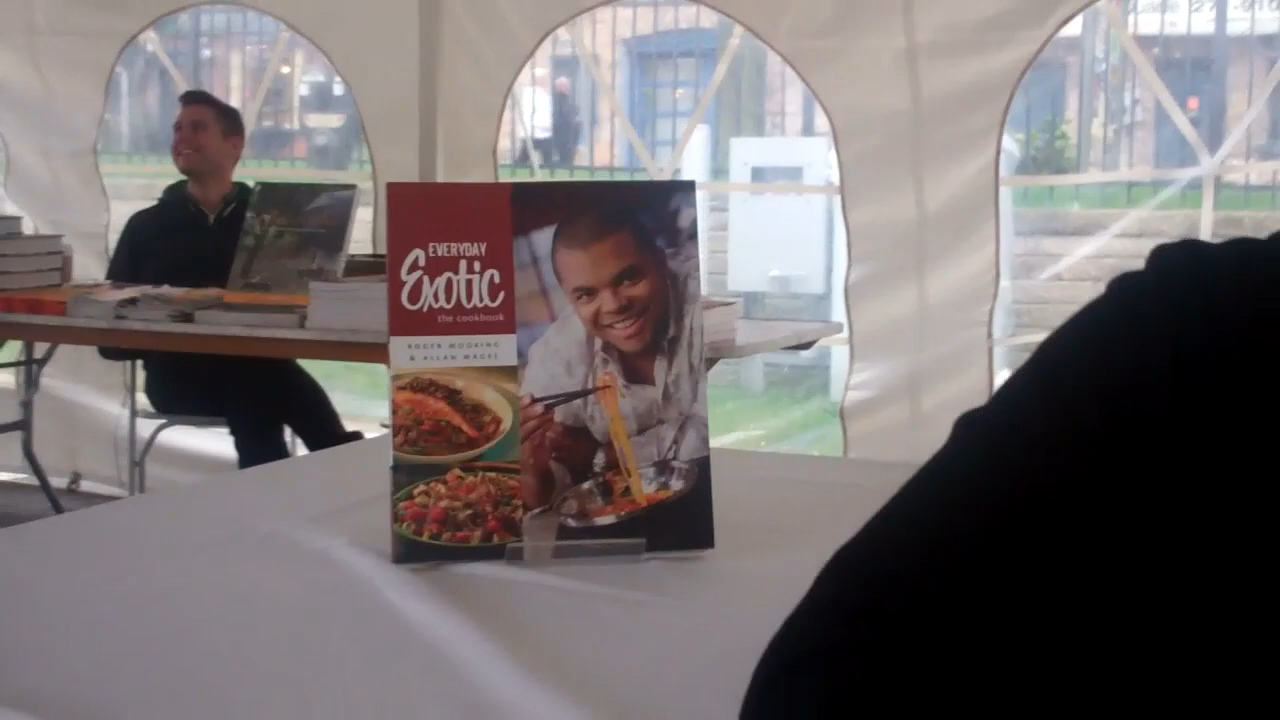 EVERYDAY
Exotic
the cookbook
ROGER MOOKING
& ALLAN MAGEE